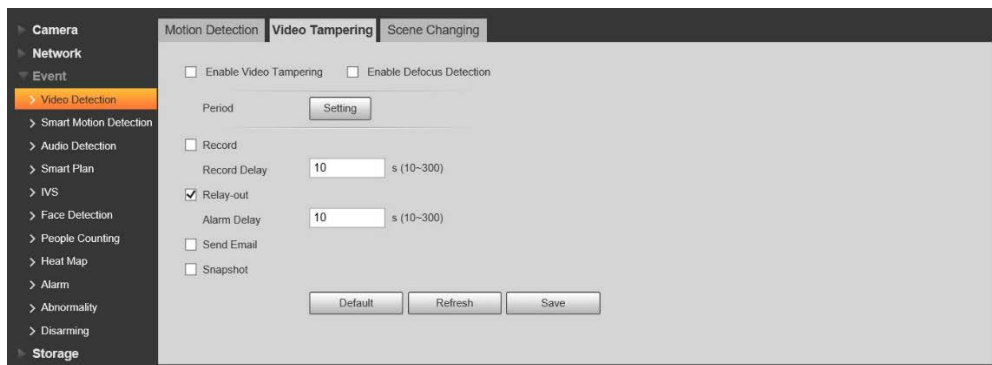 Camera
Network
Event
Video Detection
Smart Motion Detection
Audio Detection
Smart Plan
IVS
Face Detection
People Counting
Heat Map
Alarm
Abnormality
Disarming
Storage
Motion Detection Video Tampering Scene Changing
Enable Video Tampering Enable Defocus Detection
Period Setting
Record
Record Delay 10 s (10~300)
Relay-out
Alarm Delay 10 s (10~300)
Send Email
Snapshot
Default Refresh Save